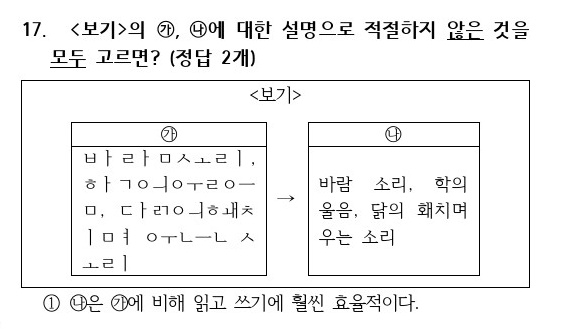 17. <보기>의 ㉮, ㉯에 대한 설명으로 적절하지 않은 것을
모두 고르면? (정답 2개)
<보기>
㉮
ㅂㅏ ㄹㅏ ㅁㅅㅗㄹㅣ,
ㅎㅏ ㄱㅇㅢㅇㅜㄹㅇㅡ
ㅁ, ㄷㅏㄺㅇㅢㅎㅙㅊ
ㅣㅁㅕ ㅇㅜㄴㅡㄴ ㅅ
ㅗㄹㅣ
→
㉯
바람 소리, 학의
울음, 닭의 홰치며
우는 소리
① ㉯은 ㉮에 비해 읽고 쓰기에 훨씬 효율적이다.